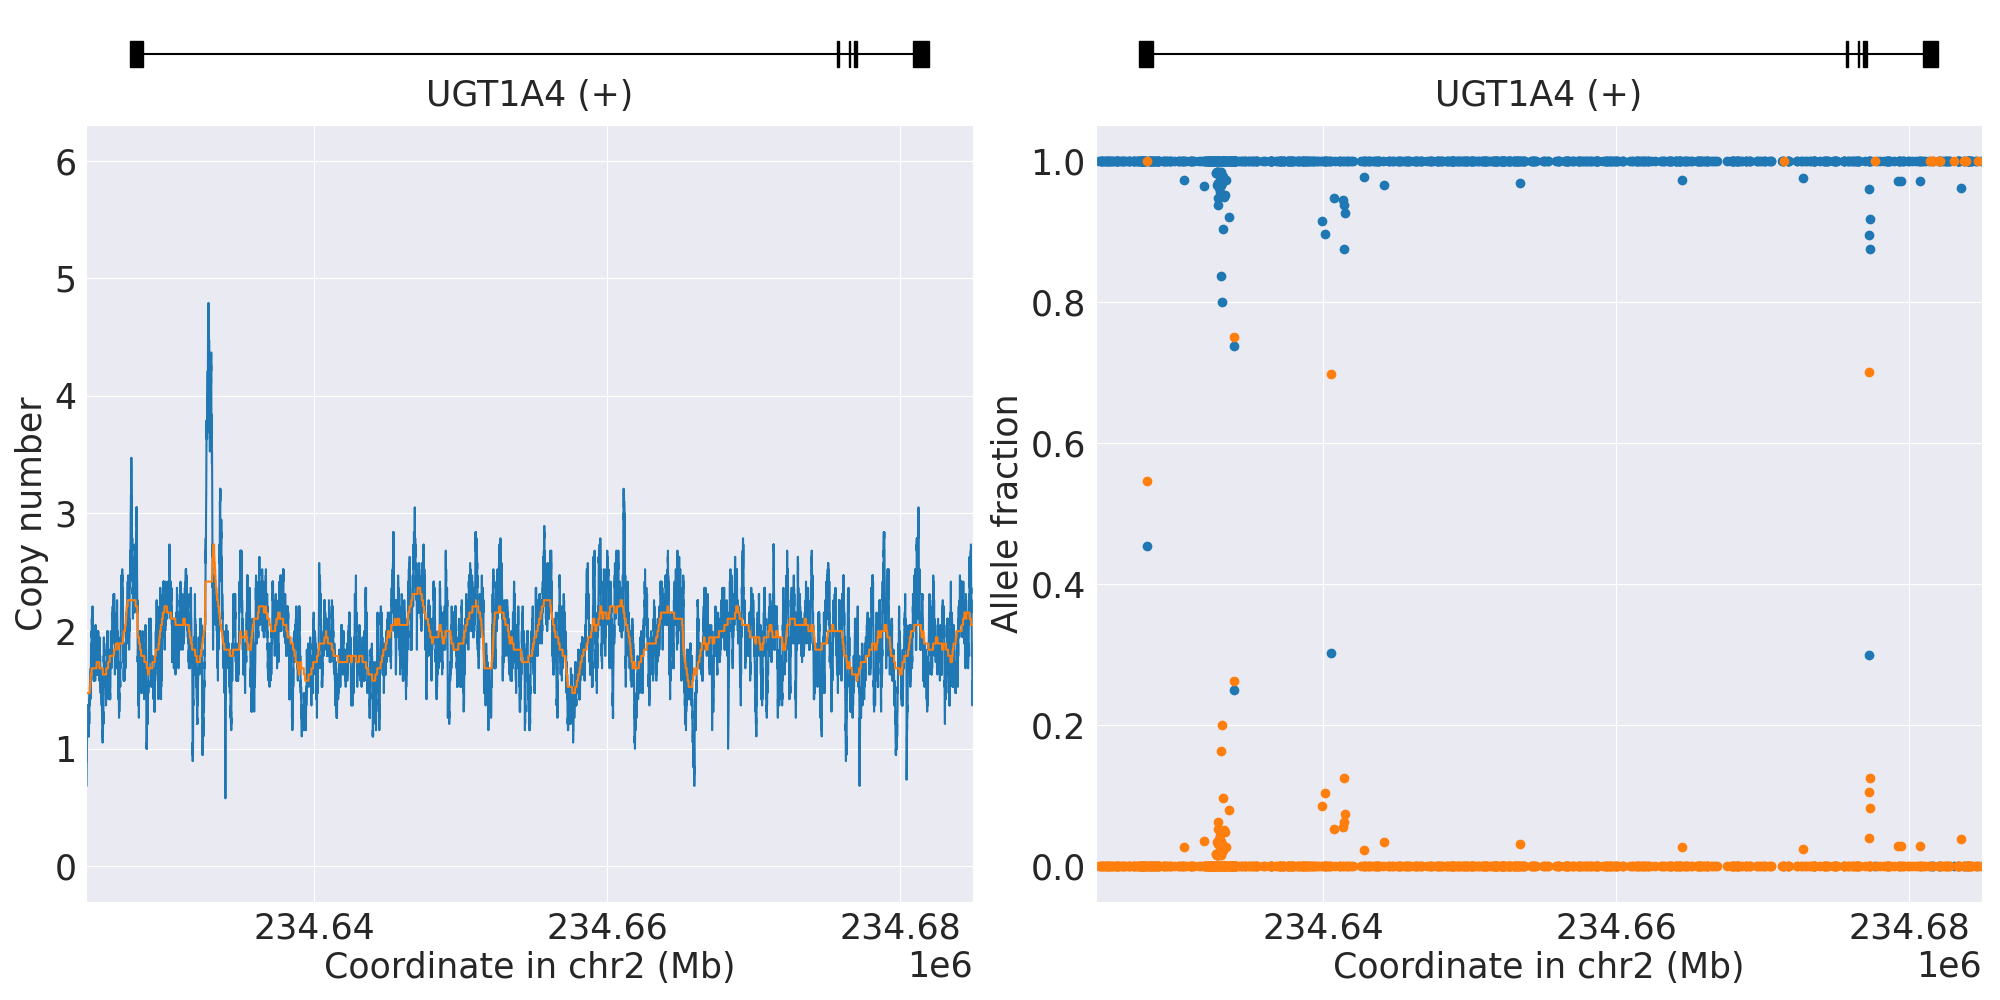 UGT1A4 (+)
6
5
4
3
2
1
0
Copy number
234.64
234.66
234.68
Coordinate in chr2 (Mb)
1e6
UGT1A4 (+)
1.0
0.8
0.6
0.4
0.2
0.0
Allele fraction
234.64
234.66
234.68
Coordinate in chr2 (Mb)
1e6